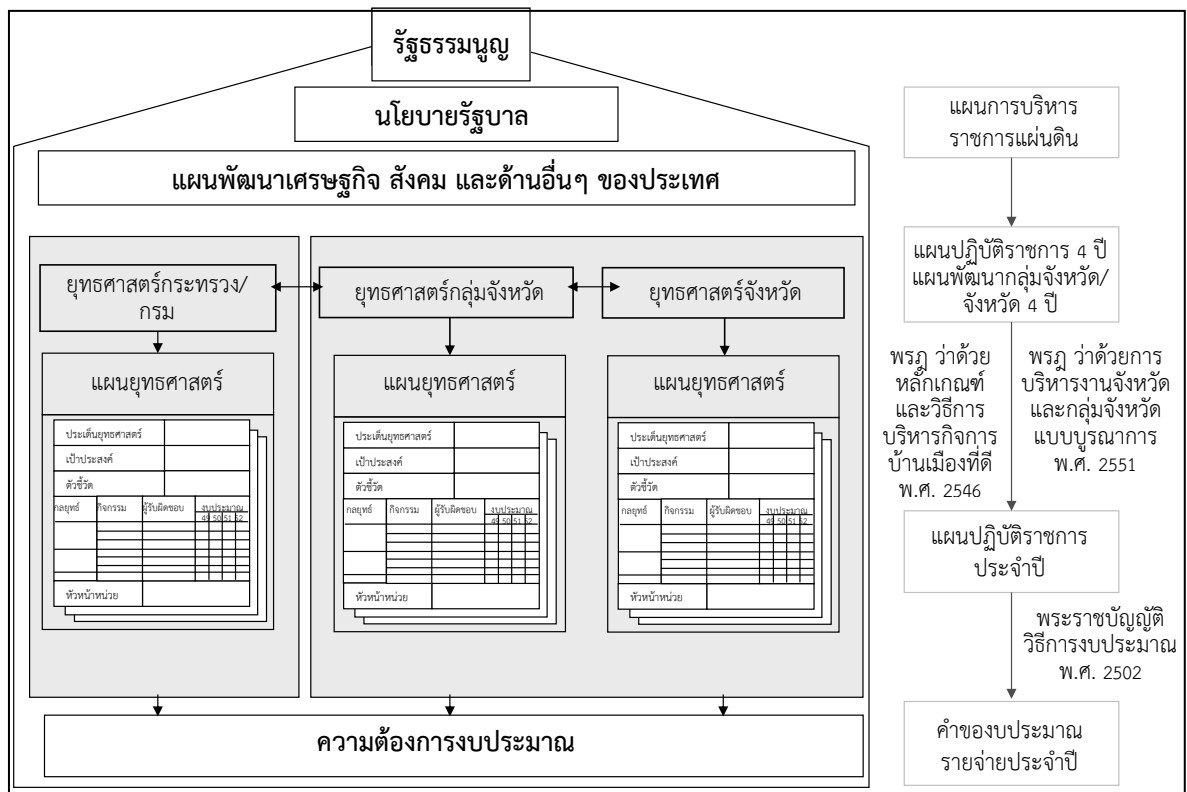 รัฐธรรมนูญ
นโยบายรัฐบาล
แผนพัฒนาเศรษฐกิจ สังคม และด้านอื่นๆ ของประเทศ
ยุทธศาสตร์กระทรวง/
กรม
ยุทธศาสตร์กลุ่มจังหวัด
ยุทธศาสตร์จังหวัด
แผนยุทธศาสตร์
ประเด็นยุทธศาสตร์
เป้าประสงค์
ตัวชี้วัด
กลยุทธ์ กิจกรรม ผู้รับผิดชอบ งบประมาณ
49 50 51 52
หัวหน้าหน่วย
แผนยุทธศาสตร์
ประเด็นยุทธศาสตร์
เป้าประสงค์
ตัวชี้วัด
กลยุทธ์ กิจกรรม ผู้รับผิดชอบ งบประมาณ
49 50 51 52
หัวหน้าหน่วย
แผนยุทธศาสตร์
ประเด็นยุทธศาสตร์
เป้าประสงค์
ตัวชี้วัด
กลยุทธ์ กิจกรรม ผู้รับผิดชอบ งบประมาณ
49 50 51 52
หัวหน้าหน่วย
ความต้องการงบประมาณ
แผนการบริหาร
ราชการแผ่นดิน
แผนปฏิบัติราชการ 4 ปี
แผนพัฒนากลุ่มจังหวัด/
จังหวัด 4 ปี
พรฎ ว่าด้วย
หลักเกณฑ์
และวิธีการ
บริหารกิจการ
บ้านเมืองที่ดี
พ.ศ. 2546
พรฎ ว่าด้วยการ
บริหารงานจังหวัด
และกลุ่มจังหวัด
แบบบูรณาการ
พ.ศ. 2551
แผนปฏิบัติราชการ
ประจำปี
พระราชบัญญัติ
วิธีการงบประมาณ
พ.ศ. 2502
คำของบประมาณ
รายจ่ายประจำปี